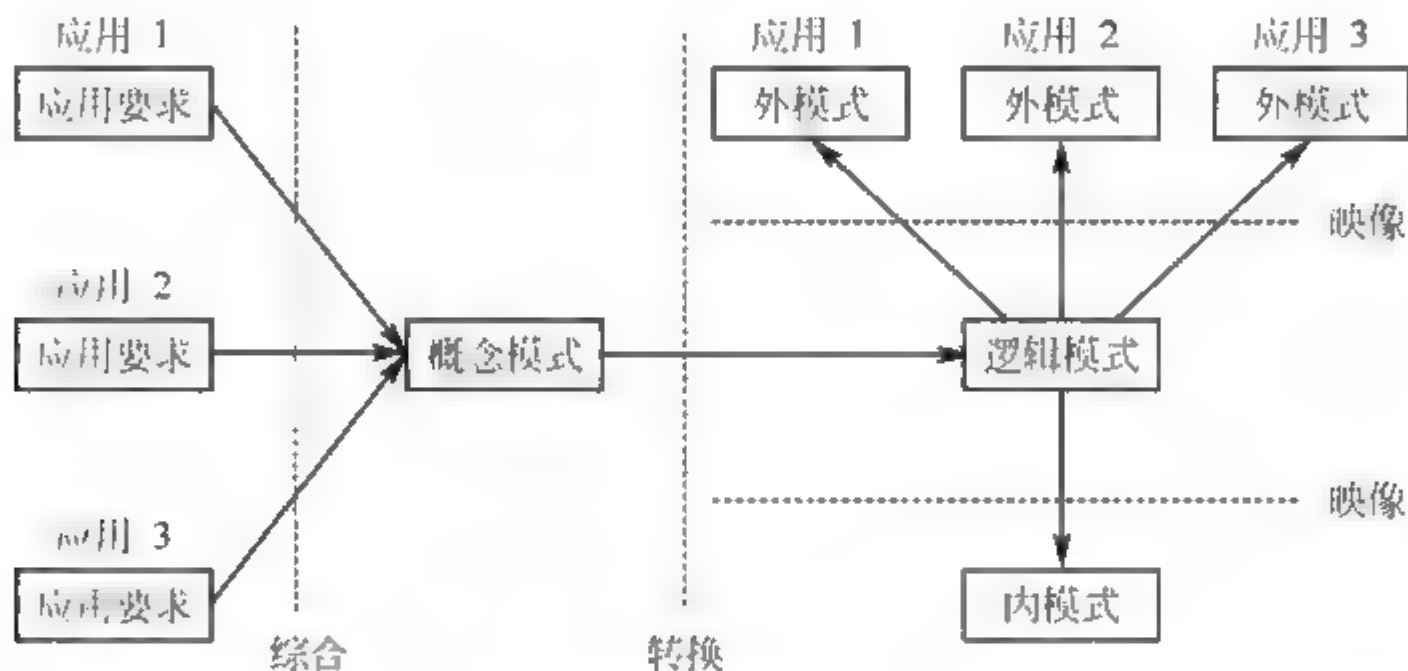 应用 1
应用要求
应用 2
应用要求
应用 3
应用要求
综合
概念模式
转换
应用 1
外模式
应用 2
外模式
应用 3
外模式
映像
逻辑模式
映像
内模式